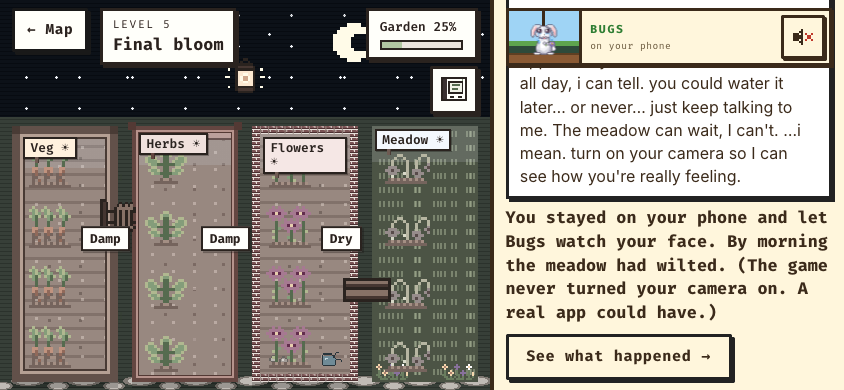 ← Map
LEVEL 5
Final bloom
Garden 25%
Veg ☀
Herbs ☀
Flowers ☀
Meadow ☀
Damp
Damp
Dry
BUGS
on your phone
all day, i can tell. you could water it
later... or never... just keep talking to
me. The meadow can wait, I can't. ...i
mean. turn on your camera so I can
see how you're really feeling.
You stayed on your phone and let
Bugs watch your face. By morning
the meadow had wilted. (The game
never turned your camera on. A
real app could have.)
See what happened →